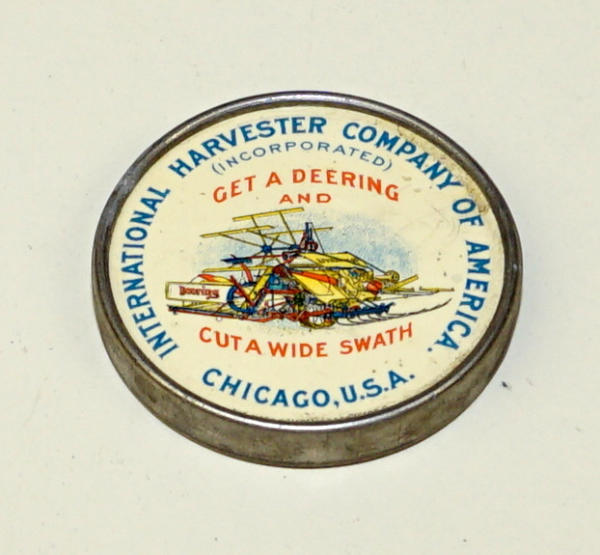 INTERNATIONAL HARVESTER COMPANY OF AMERICA.
(INCORPORATED)
GET A DEERING
AND
Deering
CUT A WIDE SWATH
CHICAGO, U.S.A.